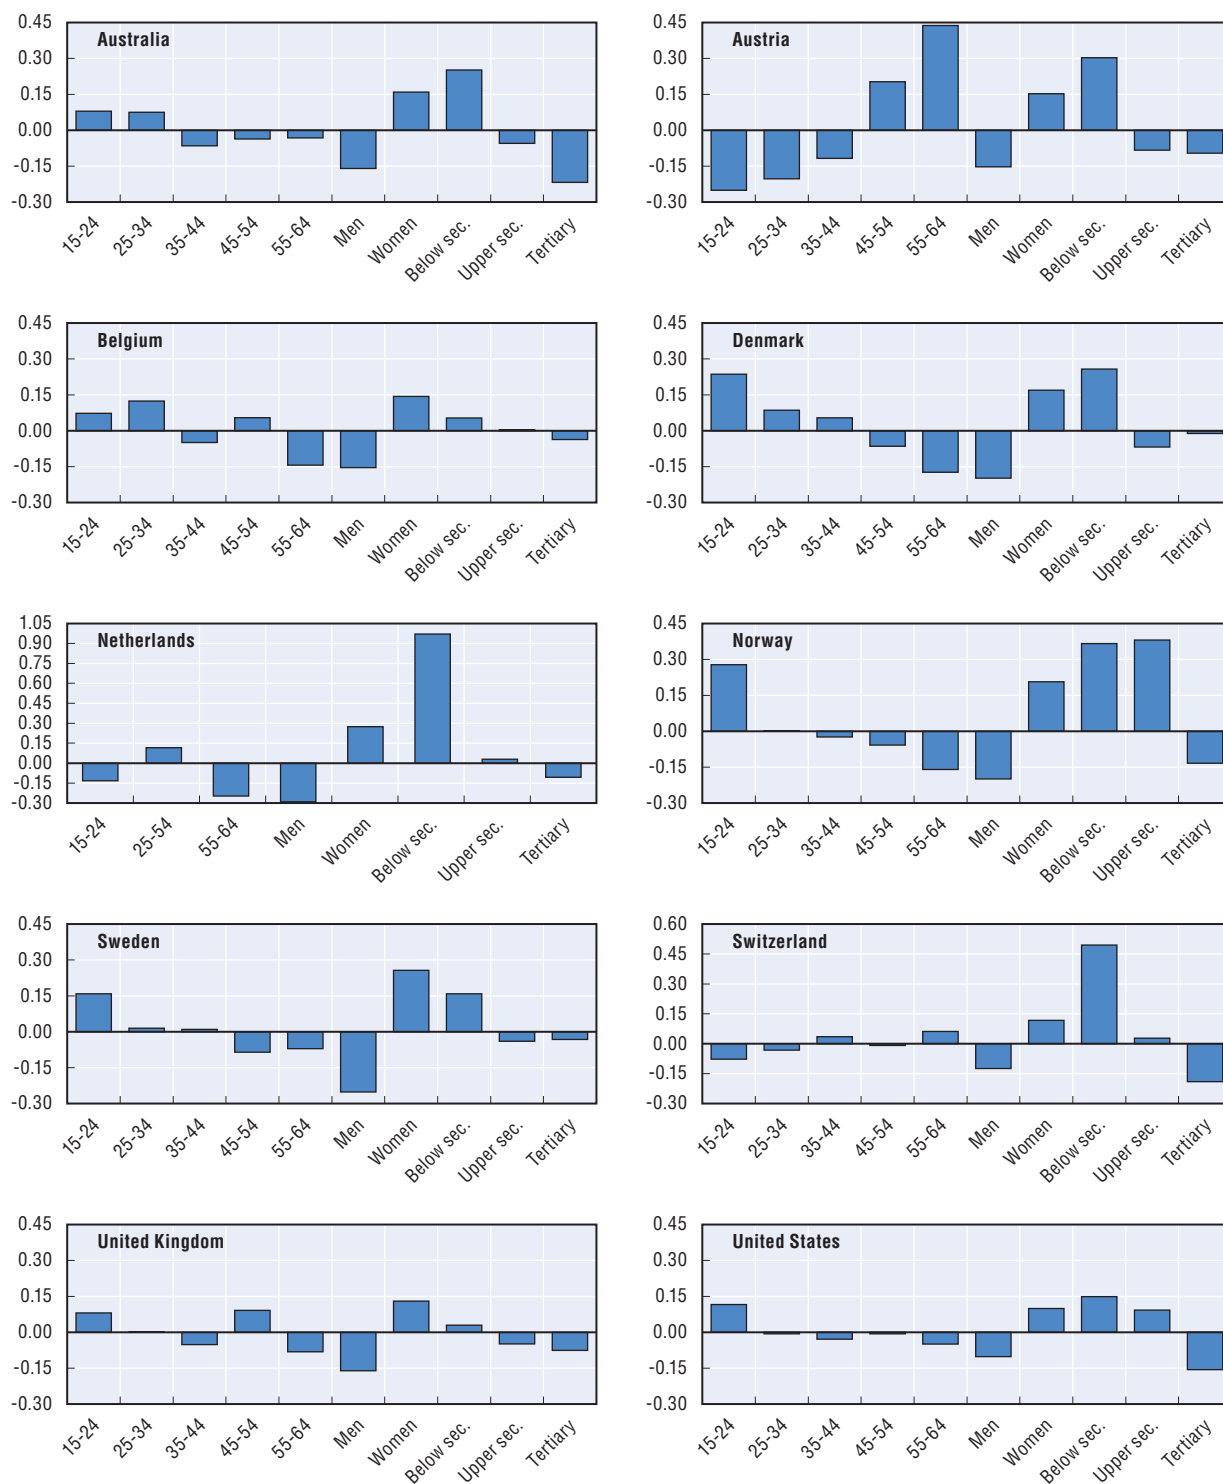 Australia
0.45
0.30
0.15
0.00
-0.15
-0.30
15-24
25-34
35-44
45-54
55-64
Men
Women
Below sec.
Upper sec.
Tertiary
Austria
0.45
0.30
0.15
0.00
-0.15
-0.30
15-24
25-34
35-44
45-54
55-64
Men
Women
Below sec.
Upper sec.
Tertiary
Belgium
0.45
0.30
0.15
0.00
-0.15
-0.30
15-24
25-34
35-44
45-54
55-64
Men
Women
Below sec.
Upper sec.
Tertiary
Denmark
0.45
0.30
0.15
0.00
-0.15
-0.30
15-24
25-34
35-44
45-54
55-64
Men
Women
Below sec.
Upper sec.
Tertiary
Netherlands
1.05
0.90
0.75
0.60
0.45
0.30
0.15
0.00
-0.15
-0.30
15-24
25-54
55-64
Men
Women
Below sec.
Upper sec.
Tertiary
Norway
0.45
0.30
0.15
0.00
-0.15
-0.30
15-24
25-34
35-44
45-54
55-64
Men
Women
Below sec.
Upper sec.
Tertiary
Sweden
0.45
0.30
0.15
0.00
-0.15
-0.30
15-24
25-34
35-44
45-54
55-64
Men
Women
Below sec.
Upper sec.
Tertiary
Switzerland
0.60
0.45
0.30
0.15
0.00
-0.15
-0.30
15-24
25-34
35-44
45-54
55-64
Men
Women
Below sec.
Upper sec.
Tertiary
United Kingdom
0.45
0.30
0.15
0.00
-0.15
-0.30
15-24
25-34
35-44
45-54
55-64
Men
Women
Below sec.
Upper sec.
Tertiary
United States
0.45
0.30
0.15
0.00
-0.15
-0.30
15-24
25-34
35-44
45-54
55-64
Men
Women
Below sec.
Upper sec.
Tertiary